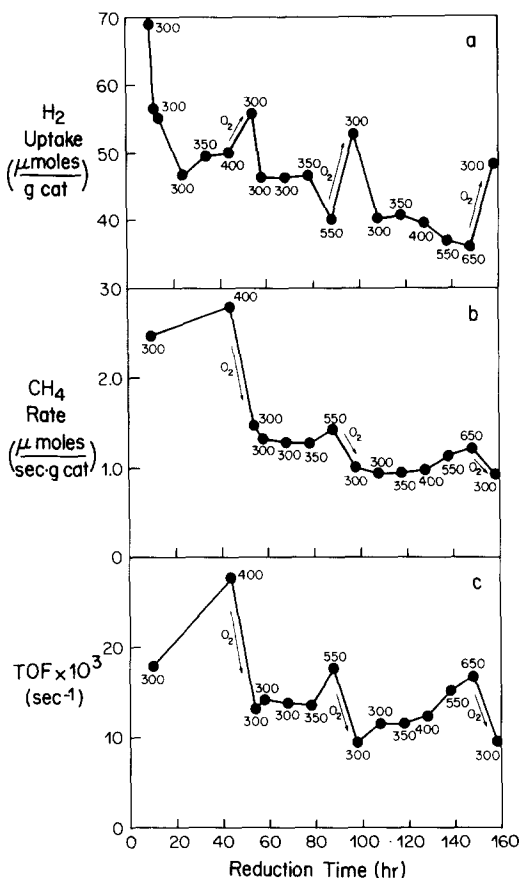 70
60
50
40
H2
Uptake
(μmoles / g cat)
a
300
300
300
350
400
O2
300
300
300
350
550
O2
300
300
350
400
550
650
O2
300
3.0
2.0
1.0
0
CH4
Rate
(μ moles / sec·g cat)
b
300
400
O2
300
300
350
550
O2
300
300
350
400
550
650
O2
300
20
10
0
TOF×10³
(sec⁻¹)
c
300
400
O2
300
300
300
350
550
O2
300
300
350
400
550
650
O2
300
0 20 40 60 80 100 120 140 160
Reduction Time (hr)